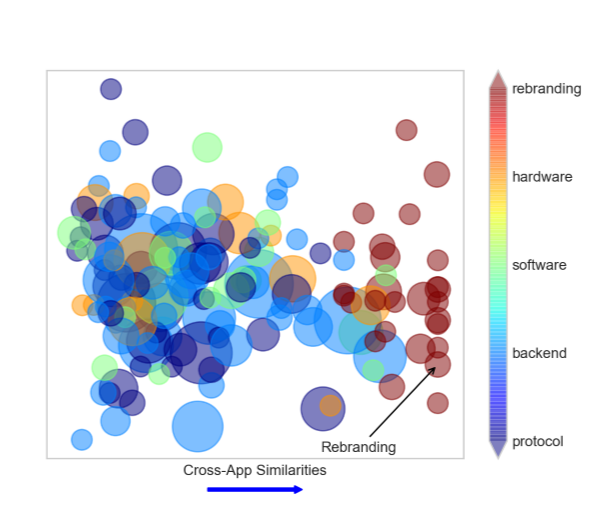 rebranding
hardware
software
backend
protocol
Rebranding
Cross-App Similarities